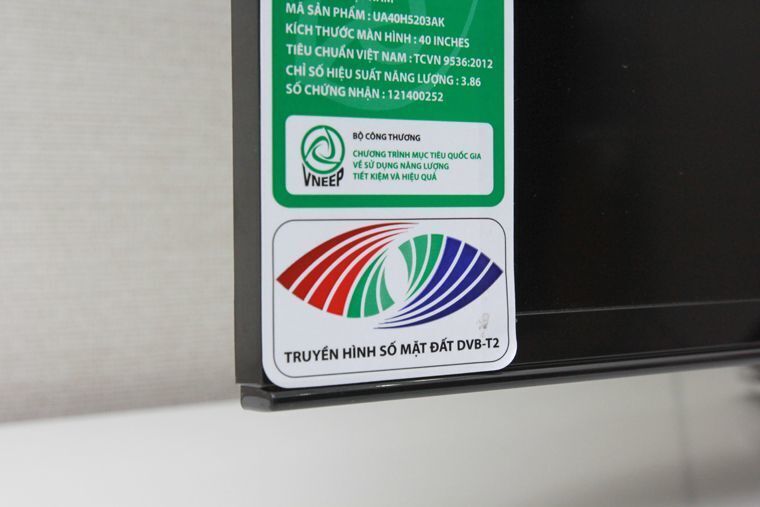 NAM
MÃ SẢN PHẨM : UA40H5203AK
KÍCH THƯỚC MÀN HÌNH : 40 INCHES
TIÊU CHUẨN VIỆT NAM : TCVN 9536:2012
CHỈ SỐ HIỆU SUẤT NĂNG LƯỢNG : 3.86
SỐ CHỨNG NHẬN : 121400252
BỘ CÔNG THƯƠNG
CHƯƠNG TRÌNH MỤC TIÊU QUỐC GIA
VỀ SỬ DỤNG NĂNG LƯỢNG
TIẾT KIỆM VÀ HIỆU QUẢ
VNEEP
TRUYỀN HÌNH SỐ MẶT ĐẤT DVB-T2